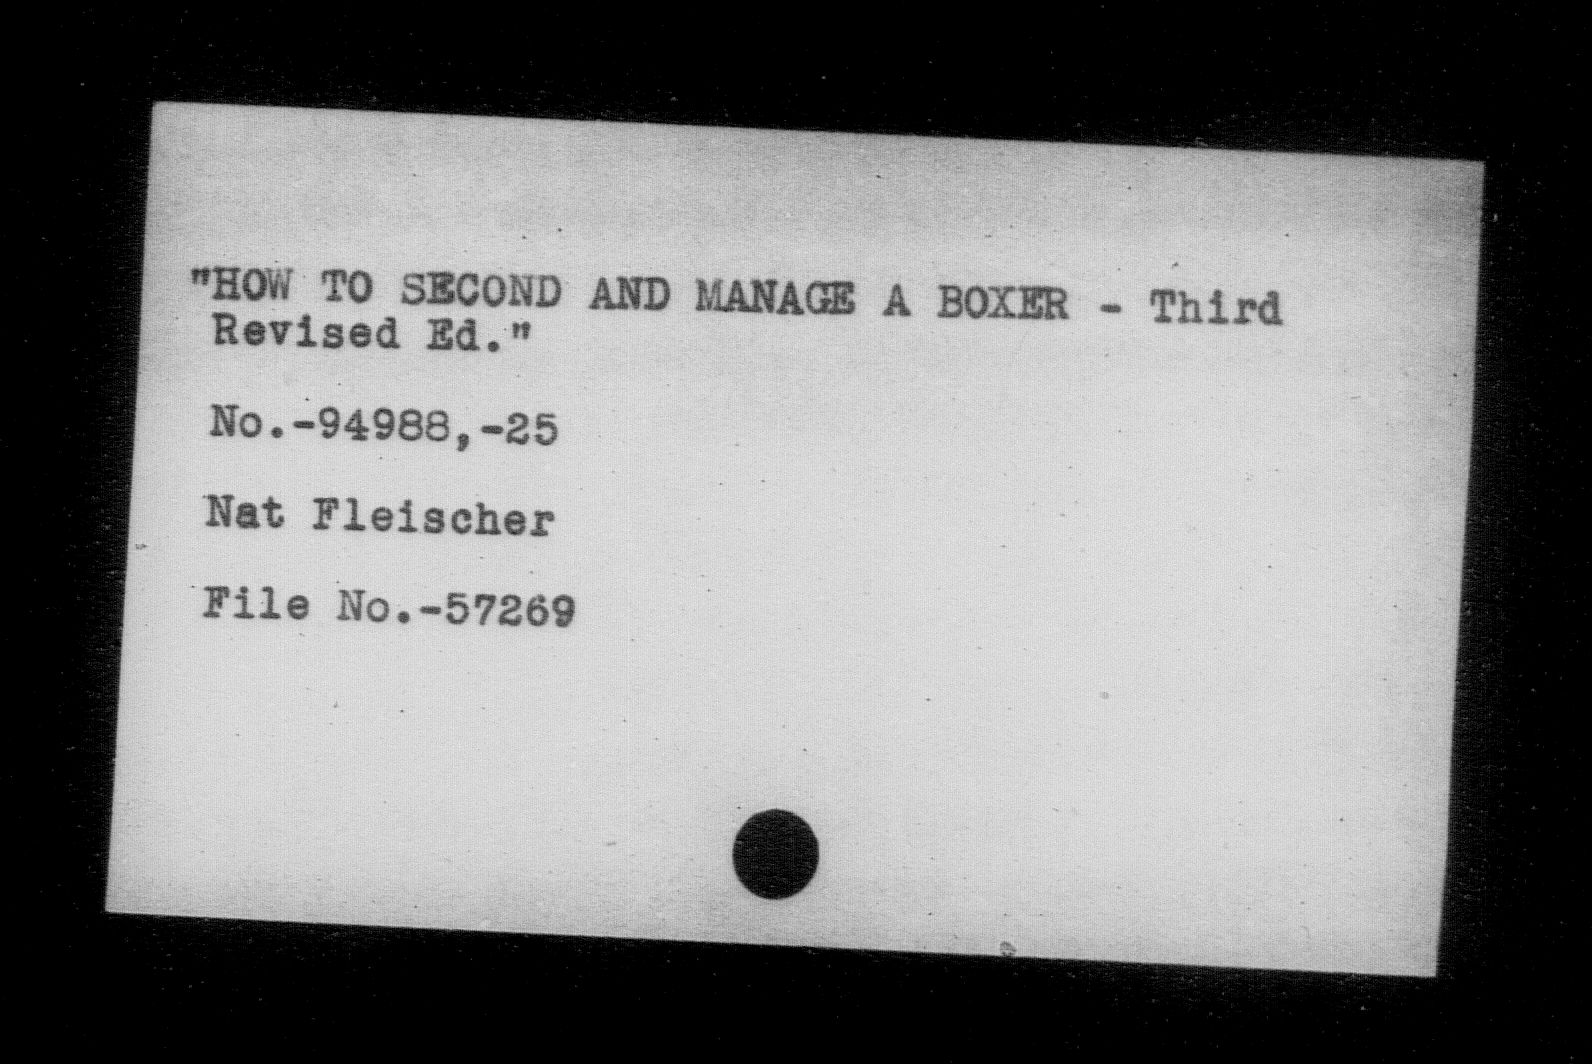 "HOW TO SECOND AND MANAGE A BOXER - Third
Revised Ed."
No.-94988,-25
Nat Fleischer
File No.-57269